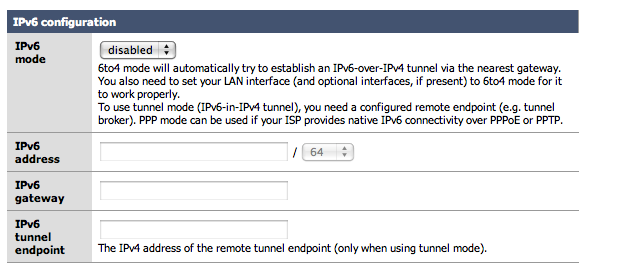 IPv6 configuration
IPv6
mode
disabled
6to4 mode will automatically try to establish an IPv6-over-IPv4 tunnel via the nearest gateway.
You also need to set your LAN interface (and optional interfaces, if present) to 6to4 mode for it
to work properly.
To use tunnel mode (IPv6-in-IPv4 tunnel), you need a configured remote endpoint (e.g. tunnel
broker). PPP mode can be used if your ISP provides native IPv6 connectivity over PPPoE or PPTP.
IPv6
address
/ 64
IPv6
gateway
IPv6
tunnel
endpoint
The IPv4 address of the remote tunnel endpoint (only when using tunnel mode).